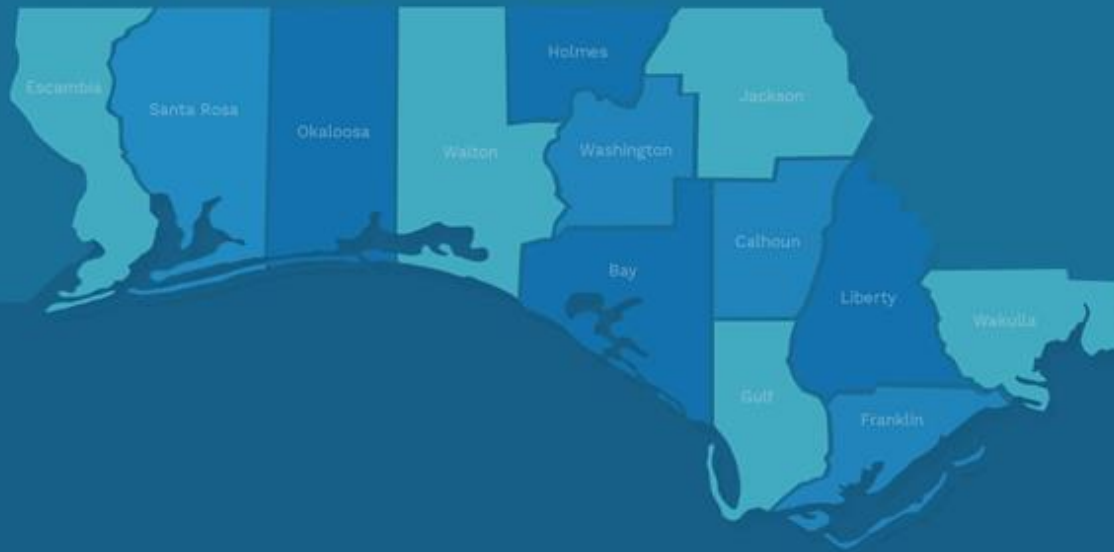 Holmes
Escambia
Jackson
Santa Rosa
Okaloosa
Walton
Washington
Calhoun
Bay
Liberty
Wakulla
Gulf
Franklin